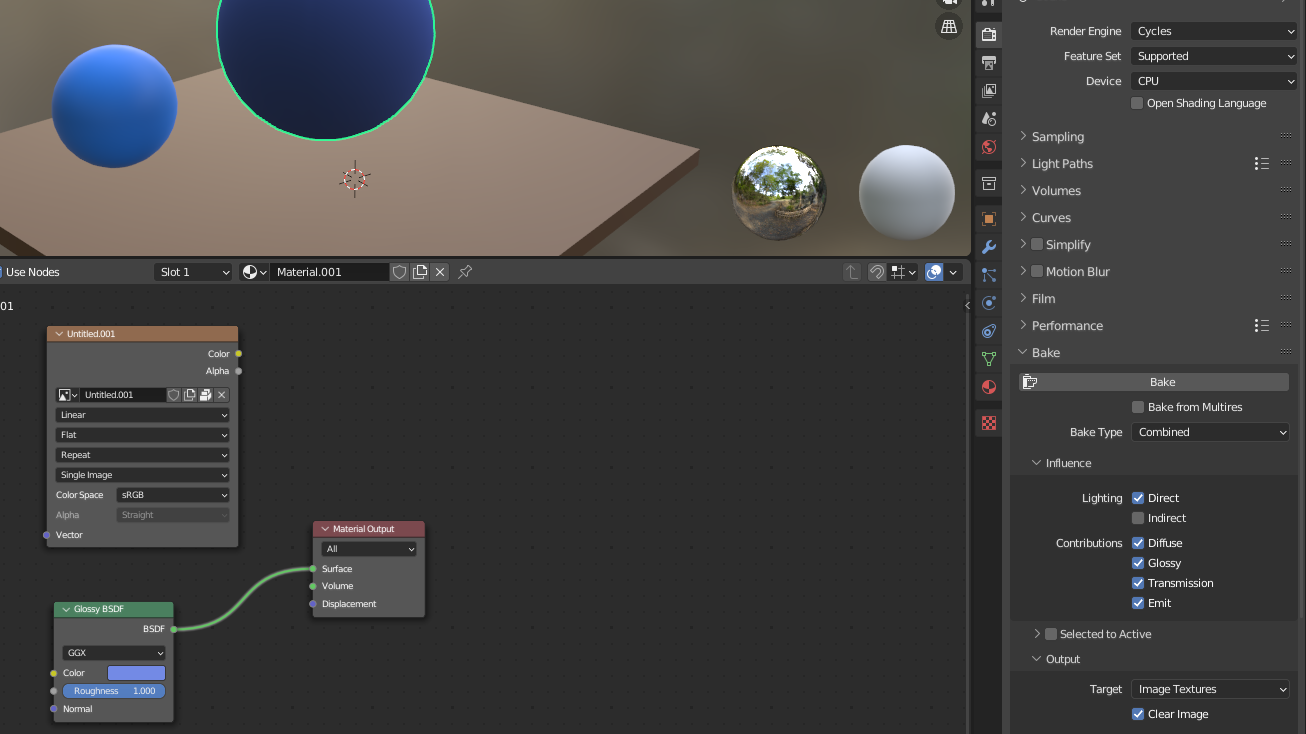 Use Nodes
Slot 1
Material.001
01
Untitled.001
Color
Alpha
Untitled.001
Linear
Flat
Repeat
Single Image
Color Space sRGB
Alpha Straight
Vector
Material Output
All
Surface
Volume
Displacement
Glossy BSDF
BSDF
GGX
Color
Roughness 1.000
Normal
Render Engine Cycles
Feature Set Supported
Device CPU
Open Shading Language
Sampling
Light Paths
Volumes
Curves
Simplify
Motion Blur
Film
Performance
Bake
Bake
Bake from Multires
Bake Type Combined
Influence
Lighting Direct
Indirect
Contributions Diffuse
Glossy
Transmission
Emit
Selected to Active
Output
Target Image Textures
Clear Image